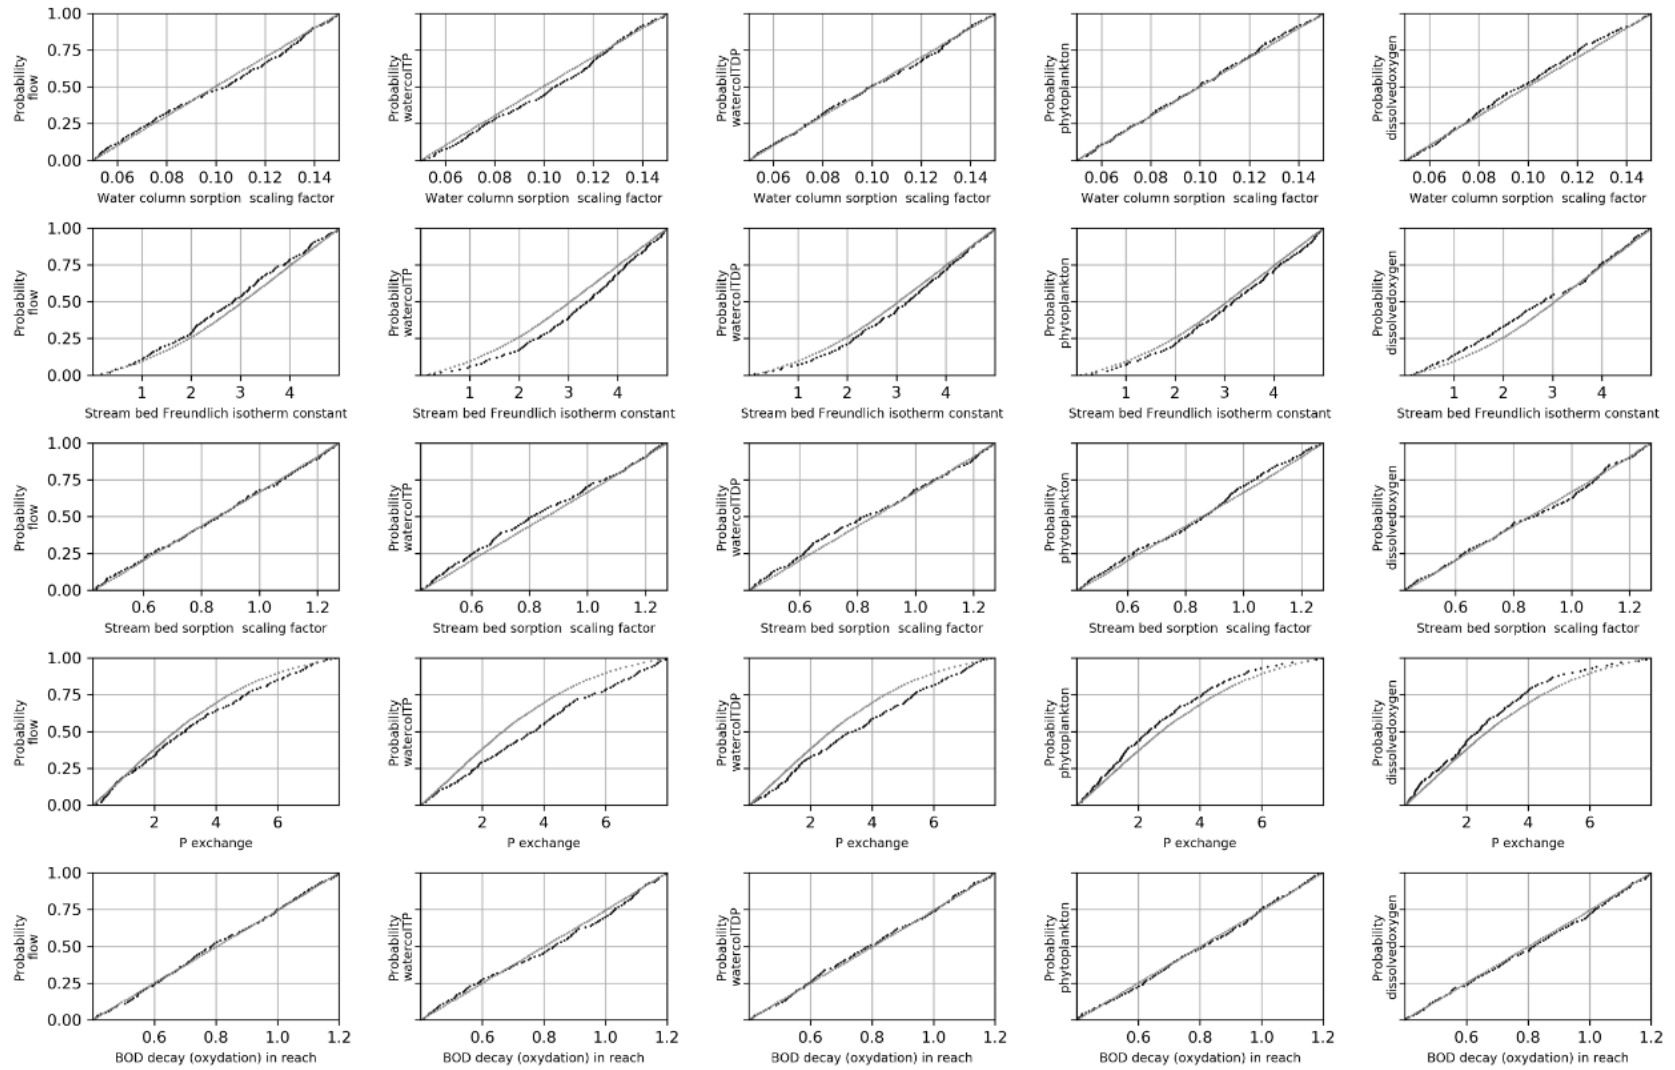 1.00
0.75
0.50
0.25
0.00
Probability
flow
0.06 0.08 0.10 0.12 0.14
Water column sorption scaling factor
Probability
watercolTP
0.06 0.08 0.10 0.12 0.14
Water column sorption scaling factor
Probability
watercolTDP
0.06 0.08 0.10 0.12 0.14
Water column sorption scaling factor
Probability
phytoplankton
0.06 0.08 0.10 0.12 0.14
Water column sorption scaling factor
Probability
dissolvedoxygen
0.06 0.08 0.10 0.12 0.14
Water column sorption scaling factor
1.00
0.75
0.50
0.25
0.00
Probability
flow
1 2 3 4
Stream bed Freundlich isotherm constant
Probability
watercolTP
1 2 3 4
Stream bed Freundlich isotherm constant
Probability
watercolTDP
1 2 3 4
Stream bed Freundlich isotherm constant
Probability
phytoplankton
1 2 3 4
Stream bed Freundlich isotherm constant
Probability
dissolvedoxygen
1 2 3 4
Stream bed Freundlich isotherm constant
1.00
0.75
0.50
0.25
0.00
Probability
flow
0.6 0.8 1.0 1.2
Stream bed sorption scaling factor
Probability
watercolTP
0.6 0.8 1.0 1.2
Stream bed sorption scaling factor
Probability
watercolTDP
0.6 0.8 1.0 1.2
Stream bed sorption scaling factor
Probability
phytoplankton
0.6 0.8 1.0 1.2
Stream bed sorption scaling factor
Probability
dissolvedoxygen
0.6 0.8 1.0 1.2
Stream bed sorption scaling factor
1.00
0.75
0.50
0.25
0.00
Probability
flow
2 4 6
P exchange
Probability
watercolTP
2 4 6
P exchange
Probability
watercolTDP
2 4 6
P exchange
Probability
phytoplankton
2 4 6
P exchange
Probability
dissolvedoxygen
2 4 6
P exchange
1.00
0.75
0.50
0.25
0.00
Probability
flow
0.6 0.8 1.0 1.2
BOD decay (oxydation) in reach
Probability
watercolTP
0.6 0.8 1.0 1.2
BOD decay (oxydation) in reach
Probability
watercolTDP
0.6 0.8 1.0 1.2
BOD decay (oxydation) in reach
Probability
phytoplankton
0.6 0.8 1.0 1.2
BOD decay (oxydation) in reach
Probability
dissolvedoxygen
0.6 0.8 1.0 1.2
BOD decay (oxydation) in reach